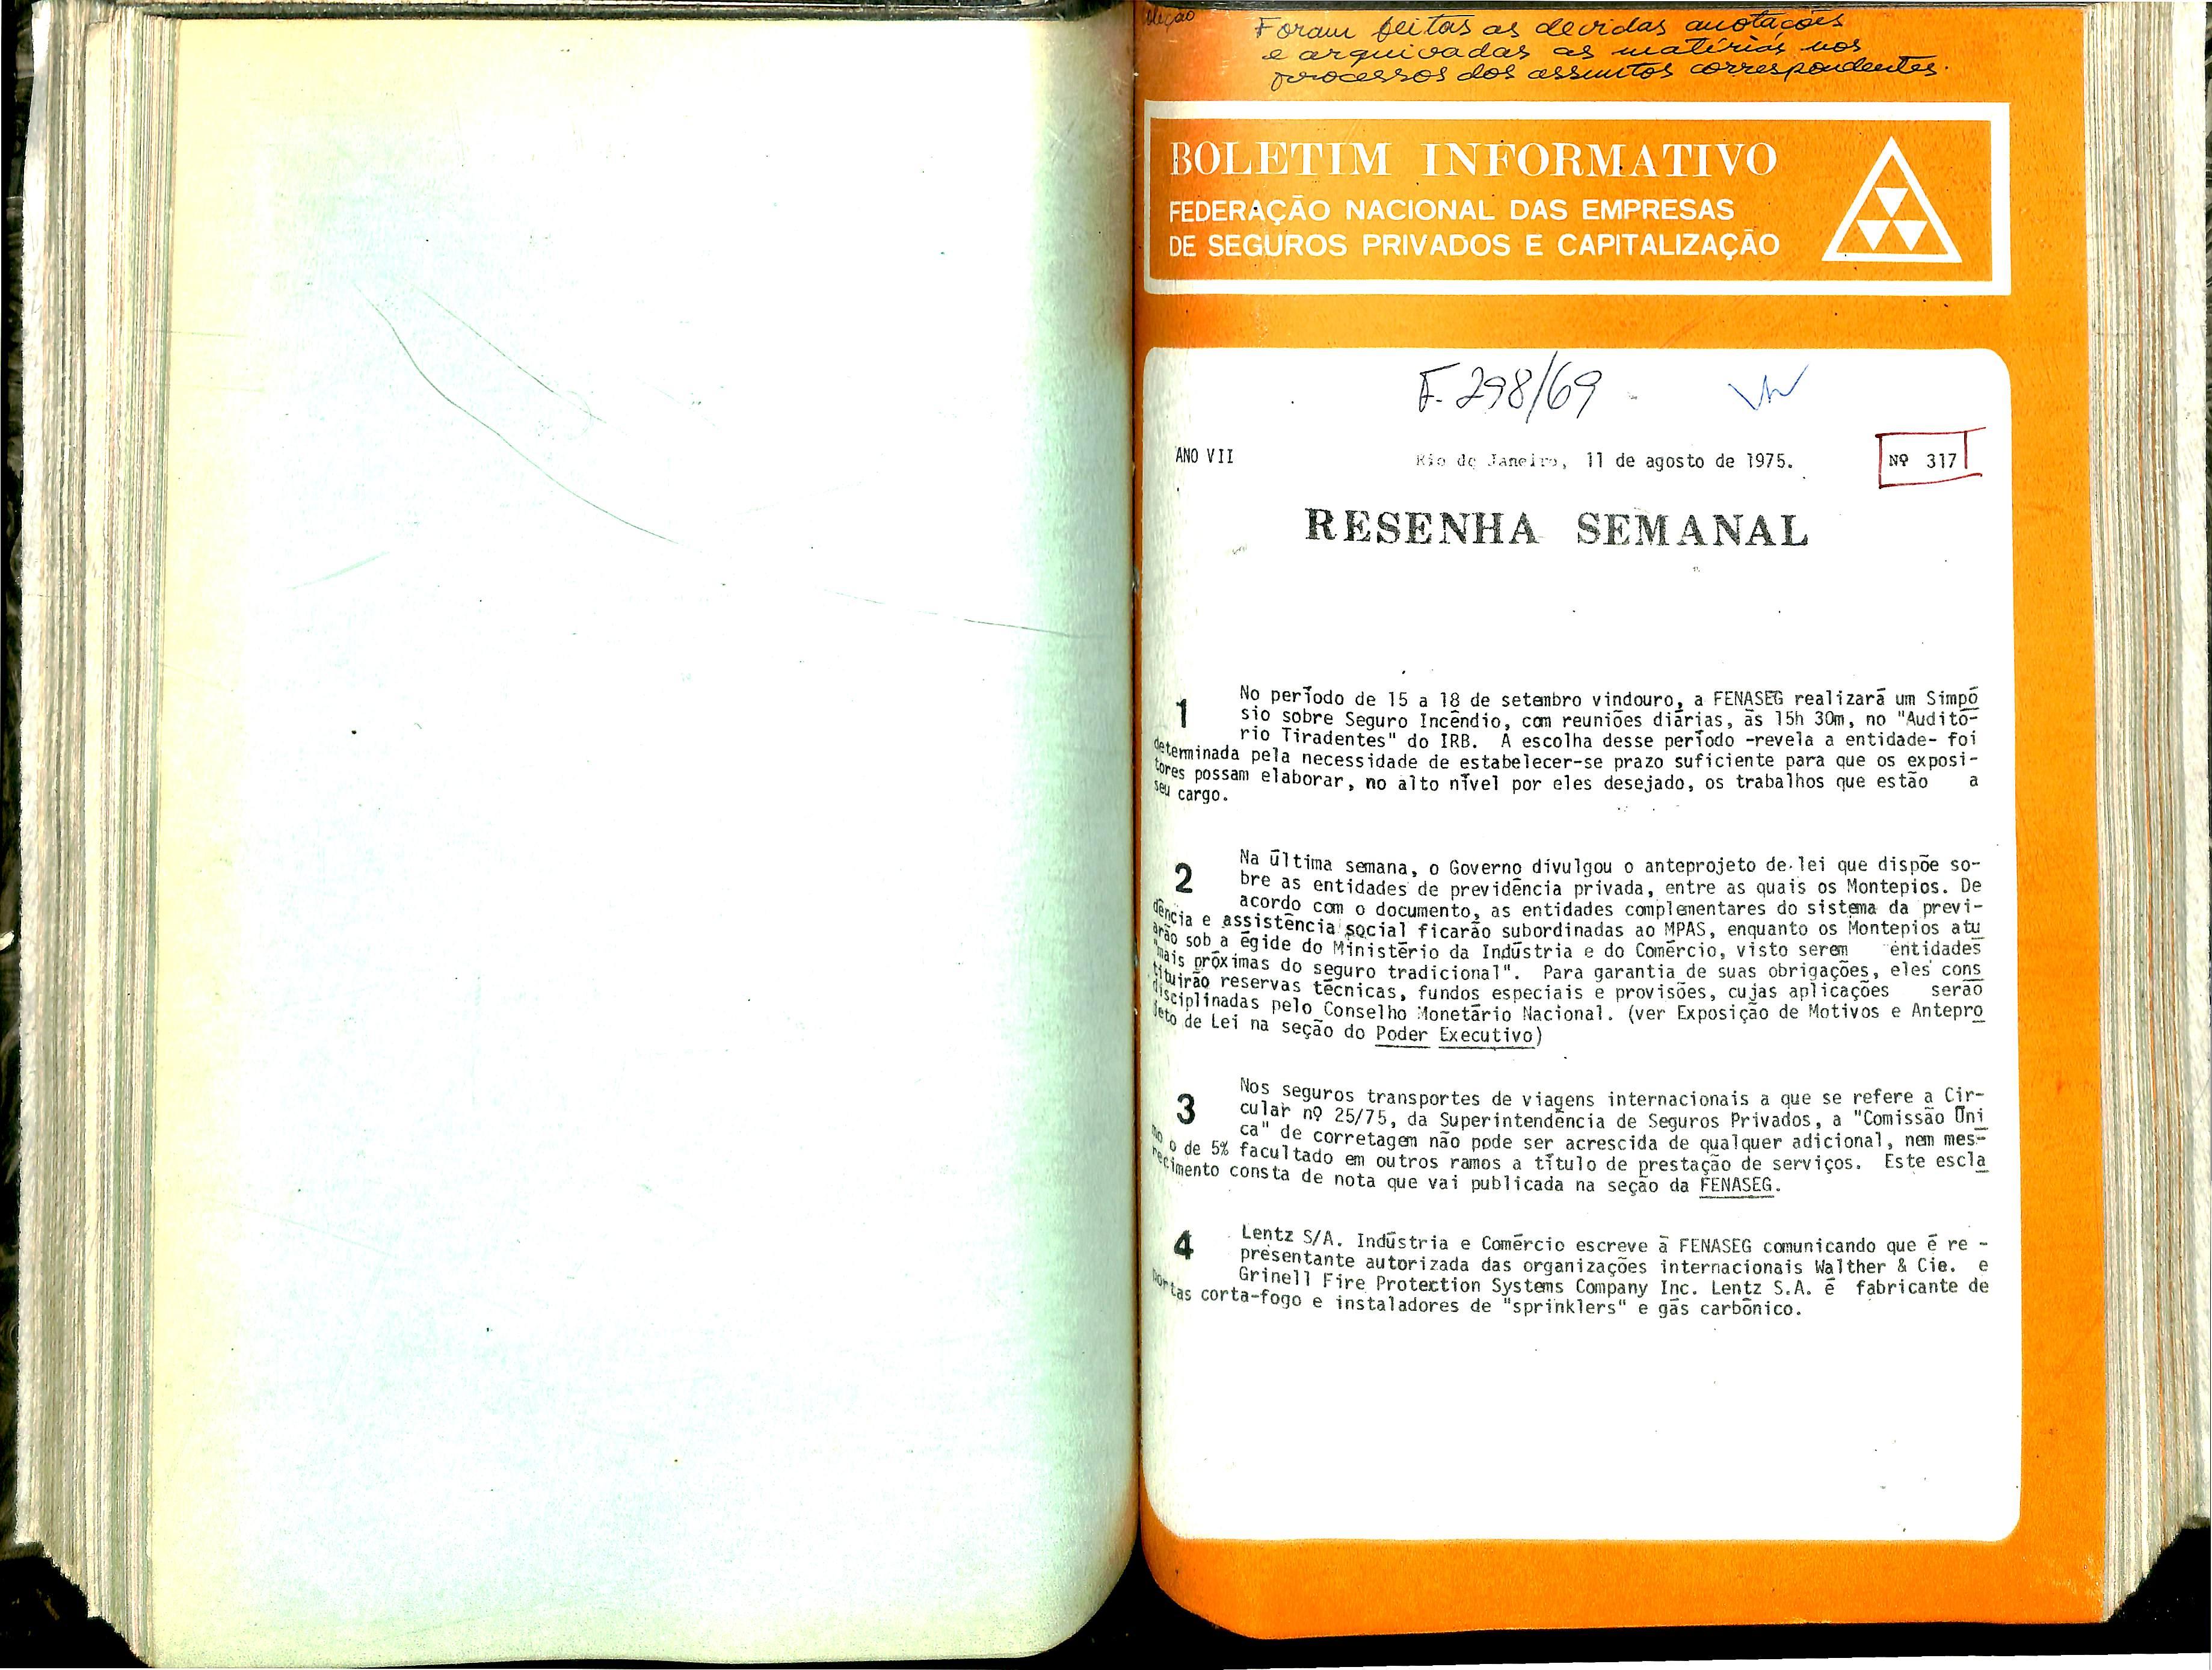 Foram feitas as devidas anotações
e arquivadas as matérias nos
processos dos assuntos correspondentes.
BOLETIM INFORMATIVO
FEDERAÇÃO NACIONAL DAS EMPRESAS
DE SEGUROS PRIVADOS E CAPITALIZAÇÃO
F. 298/69
ANO VII
Rio de Janeiro, 11 de agosto de 1975.
Nº 317
RESENHA SEMANAL
1
No período de 15 a 18 de setembro vindouro, a FENASEG realizará um Simpó
sio sobre Seguro Incêndio, com reuniões diárias, às 15h 30m, no "Auditó-
rio Tiradentes" do IRB. A escolha desse período -revela a entidade- foi
determinada pela necessidade de estabelecer-se prazo suficiente para que os exposi-
tores possam elaborar, no alto nível por eles desejado, os trabalhos que estão a
seu cargo.
2
Na última semana, o Governo divulgou o anteprojeto de lei que dispõe so-
bre as entidades de previdência privada, entre as quais os Montepios. De
acordo com o documento, as entidades complementares do sistema da previ-
dência e assistência social ficarão subordinadas ao MPAS, enquanto os Montepios atu
arão sob a égide do Ministério da Indústria e do Comércio, visto serem "entidades
mais próximas do seguro tradicional". Para garantia de suas obrigações, eles cons
tituirão reservas técnicas, fundos especiais e provisões, cujas aplicações serão
disciplinadas pelo Conselho Monetário Nacional. (ver Exposição de Motivos e Antepro
jeto de Lei na seção do Poder Executivo)
3
Nos seguros transportes de viagens internacionais a que se refere a Cir-
cular nº 25/75, da Superintendência de Seguros Privados, a "Comissão Úni
ca" de corretagem não pode ser acrescida de qualquer adicional, nem mes-
mo o de 5% facultado em outros ramos a título de prestação de serviços. Este escla
recimento consta de nota que vai publicada na seção da FENASEG.
4
Lentz S/A. Indústria e Comércio escreve à FENASEG comunicando que é re -
presentante autorizada das organizações internacionais Walther & Cie. e
Grinell Fire Protection Systems Company Inc. Lentz S.A. é fabricante de
portas corta-fogo e instaladores de "sprinklers" e gás carbônico.